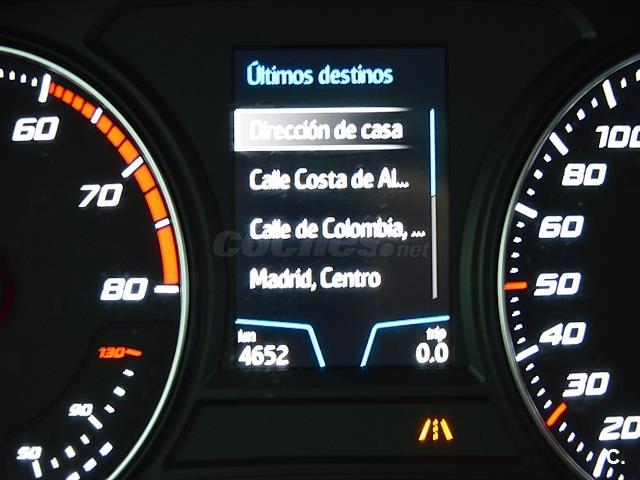 Últimos destinos
Dirección de casa
Calle Costa de Al...
Calle de Colombia, ...
coches.net
Madrid, Centro
km
4652
trip
0.0
60
70
80
130
90
50
100
80
60
50
40
30
20
C.